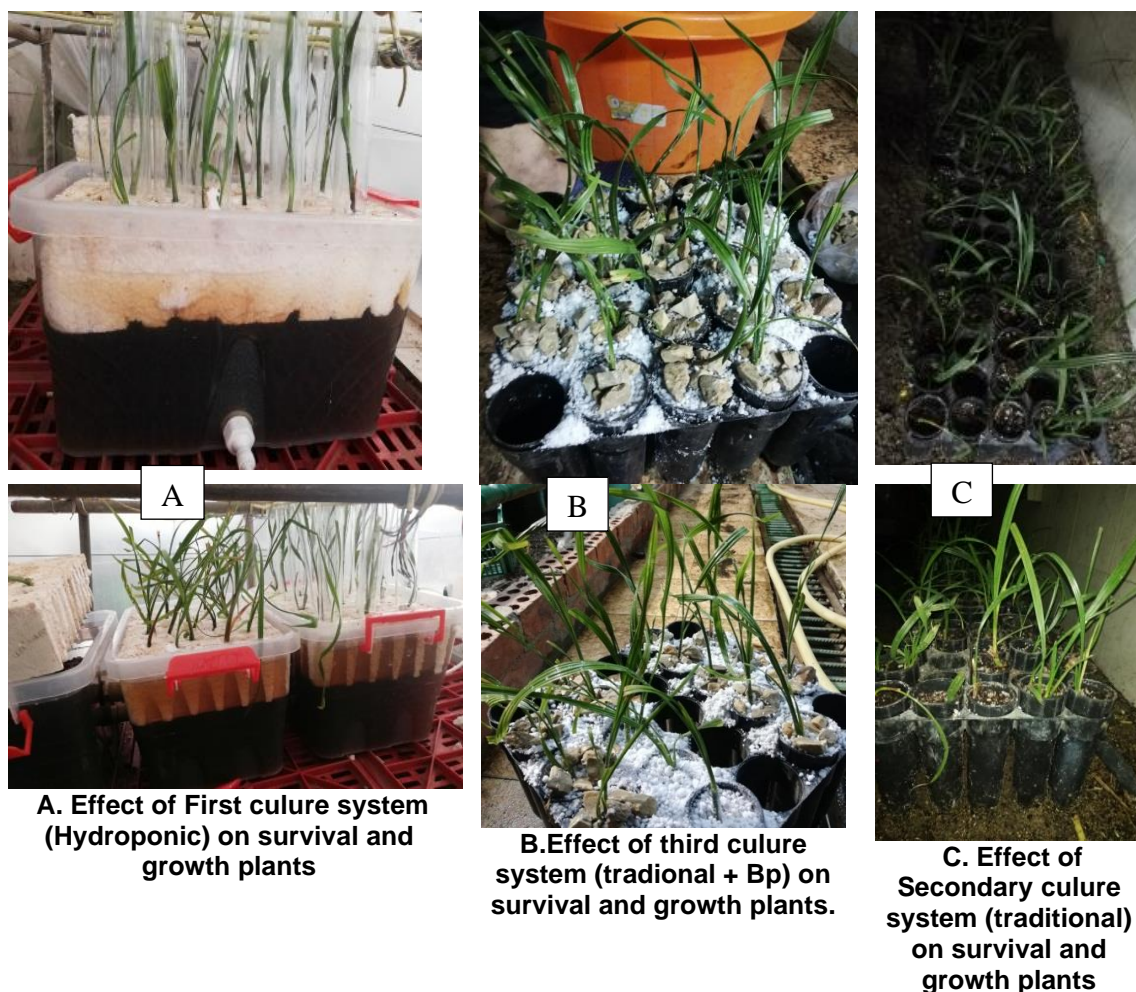 A
B
C
A. Effect of First culure system
(Hydroponic) on survival and
growth plants
B.Effect of third culure
system (tradional + Bp) on
survival and growth plants.
C. Effect of
Secondary culure
system (traditional)
on survival and
growth plants